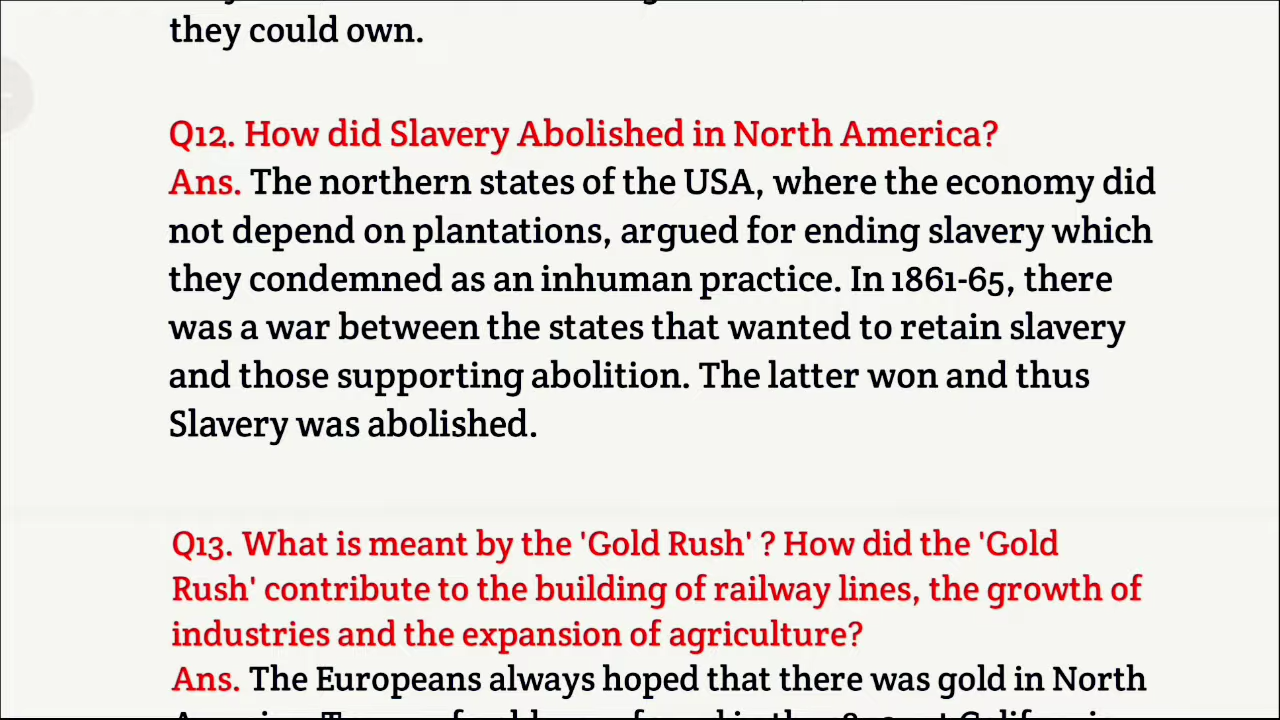 they could own.
Q12. How did Slavery Abolished in North America?
Ans. The northern states of the USA, where the economy did
not depend on plantations, argued for ending slavery which
they condemned as an inhuman practice. In 1861-65, there
was a war between the states that wanted to retain slavery
and those supporting abolition. The latter won and thus
Slavery was abolished.
Q13. What is meant by the 'Gold Rush' ? How did the 'Gold
Rush' contribute to the building of railway lines, the growth of
industries and the expansion of agriculture?
Ans. The Europeans always hoped that there was gold in North